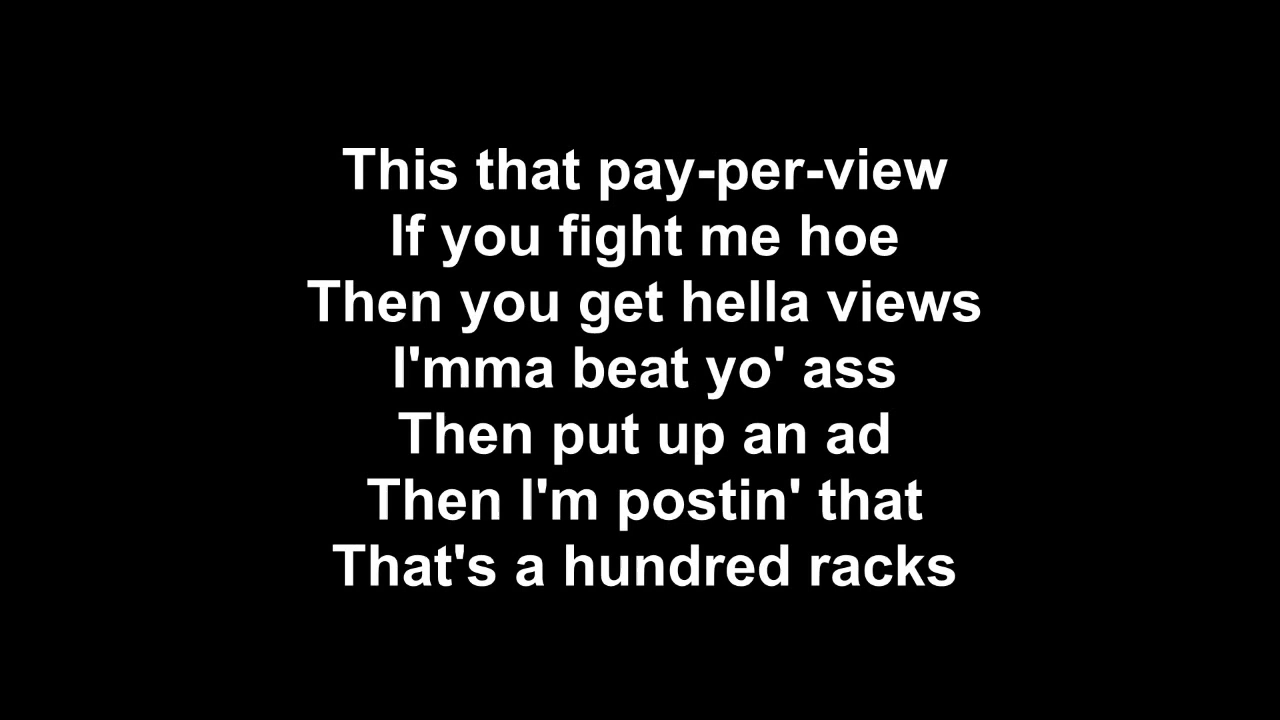 This that pay-per-view
If you fight me hoe
Then you get hella views
I'mma beat yo' ass
Then put up an ad
Then I'm postin' that
That's a hundred racks